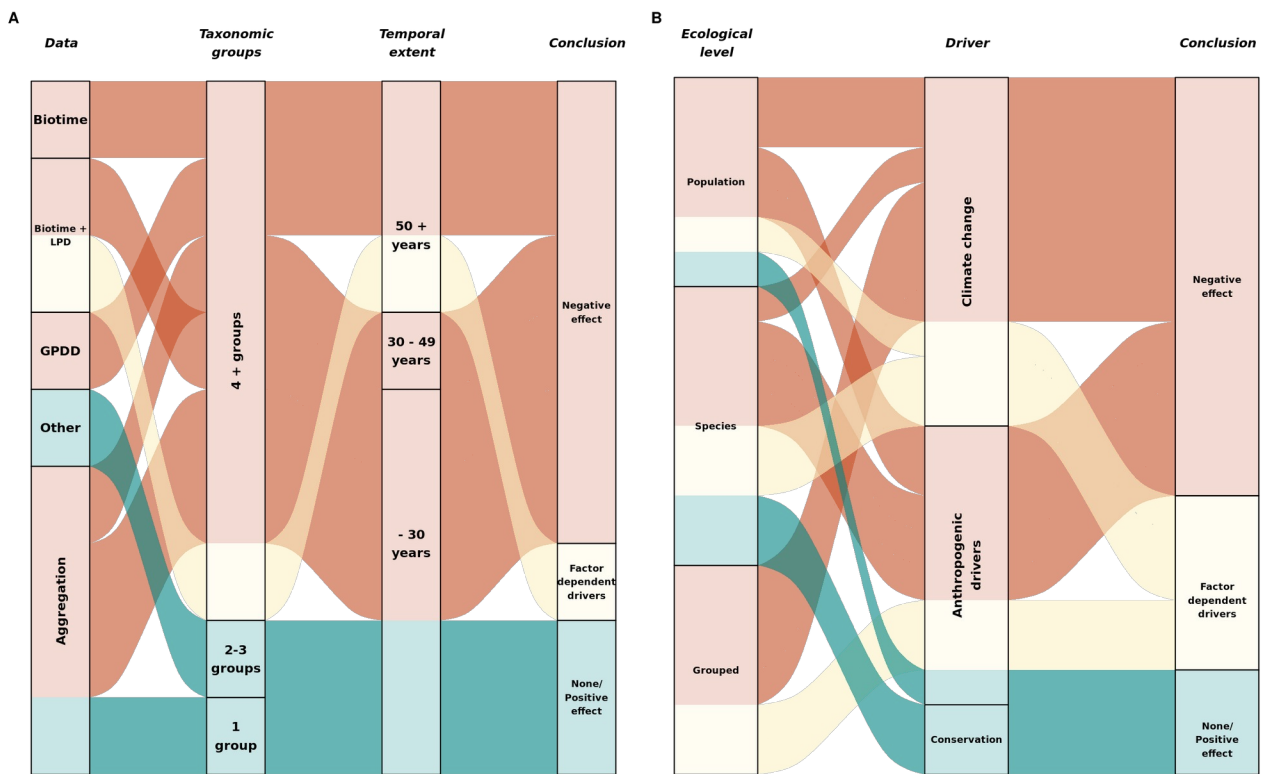 A
Data
Taxonomic
groups
Temporal
extent
Conclusion
Biotime
Biotime +
LPD
GPDD
Other
Aggregation
4 + groups
2-3
groups
1
group
50 +
years
30 - 49
years
- 30
years
Negative
effect
Factor
dependent
drivers
None/
Positive
effect
B
Ecological
level
Driver
Conclusion
Population
Species
Grouped
Climate change
Anthropogenic
drivers
Conservation
Negative
effect
Factor
dependent
drivers
None/
Positive
effect